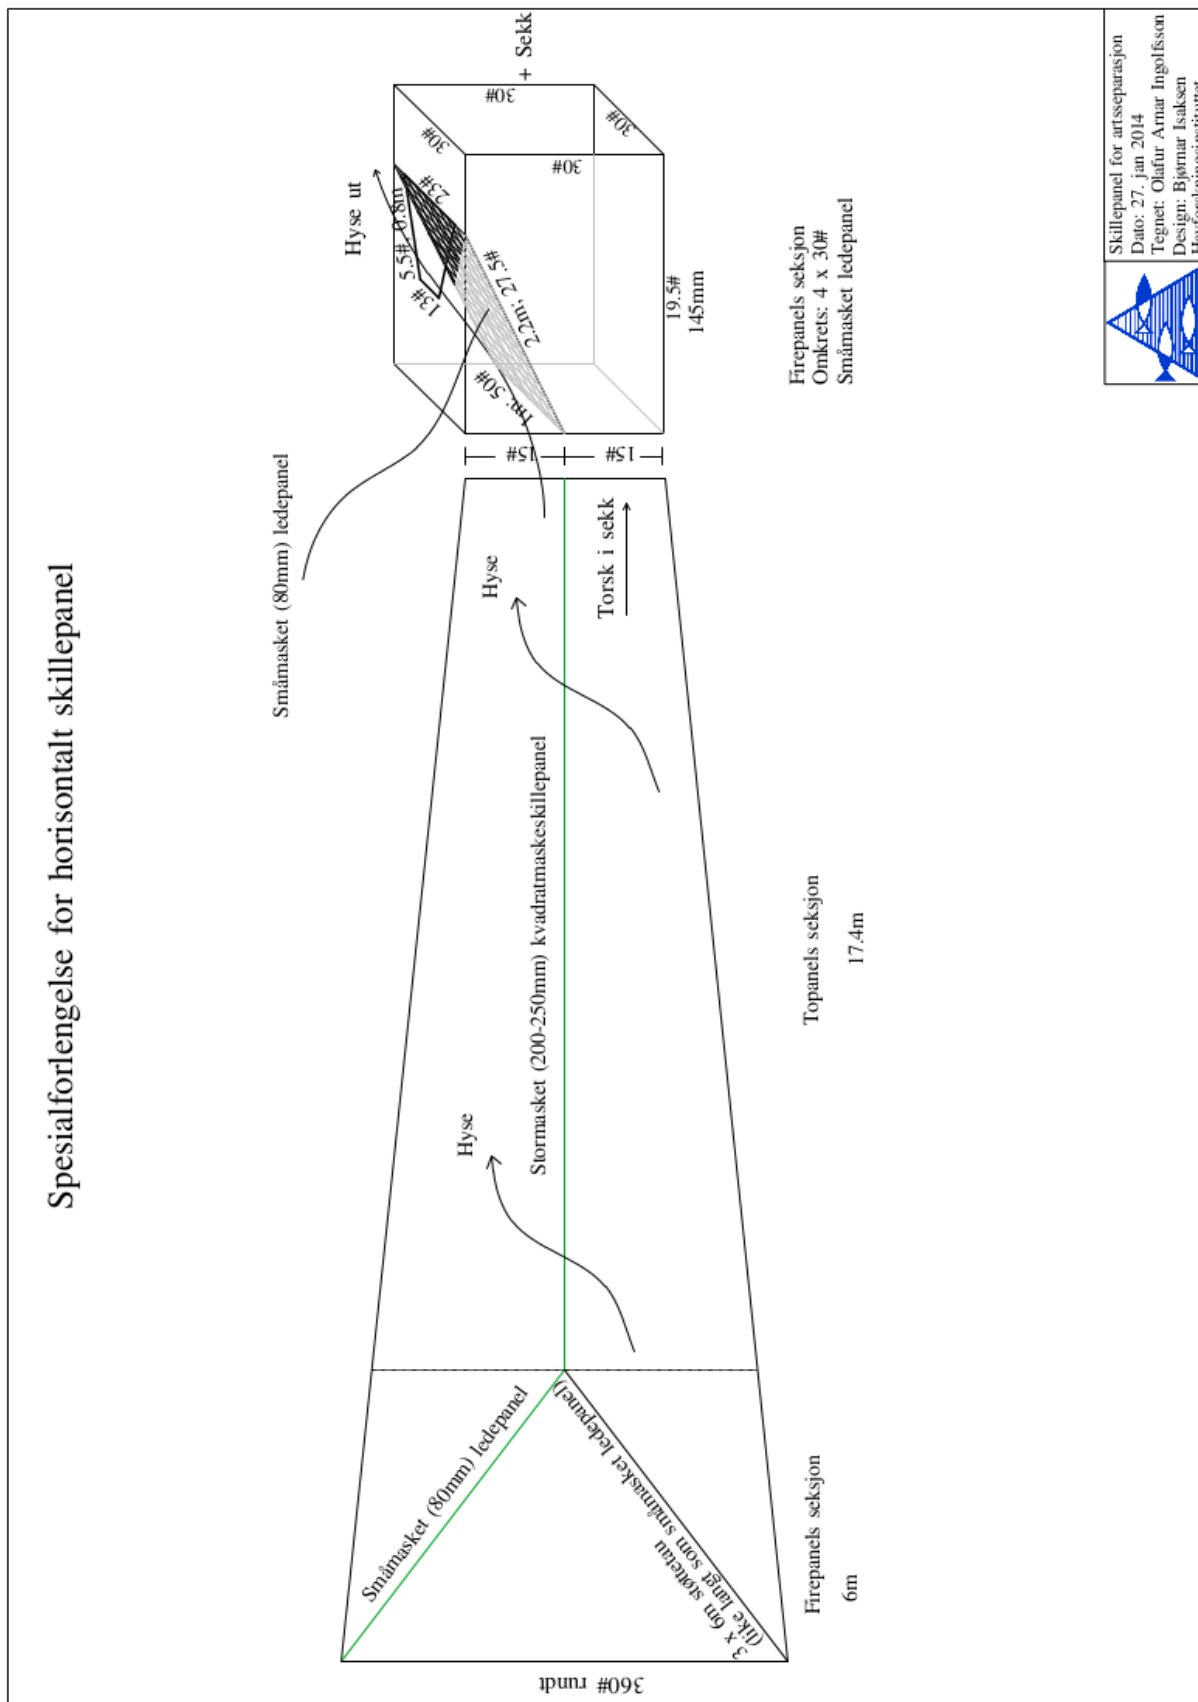 Spesialforlengelse for horisontalt skillepanel
360# rundt
Småmasket (80mm) ledepanel
3 x 6m støttetau
(like langt som småmasket ledepanel)
Firepanels seksjon
6m
Hyse
Stormasket (200-250mm) kvadratmaskeskillepanel
Topanels seksjon
17.4m
Hyse
Torsk i sekk
Småmasket (80mm) ledepanel
15#
15#
1m; 50#
2.2m; 27.5#
13#
5.5#, 0.8m
23#
Hyse ut
30#
30#
30#
30#
+ Sekk
19.5#
145mm
Firepanels seksjon
Omkrets: 4 x 30#
Småmasket ledepanel
Skillepanel for artsseparasjon
Dato: 27. jan 2014
Tegnet: Olafur Arnar Ingolfsson
Design: Bjørnar Isaksen